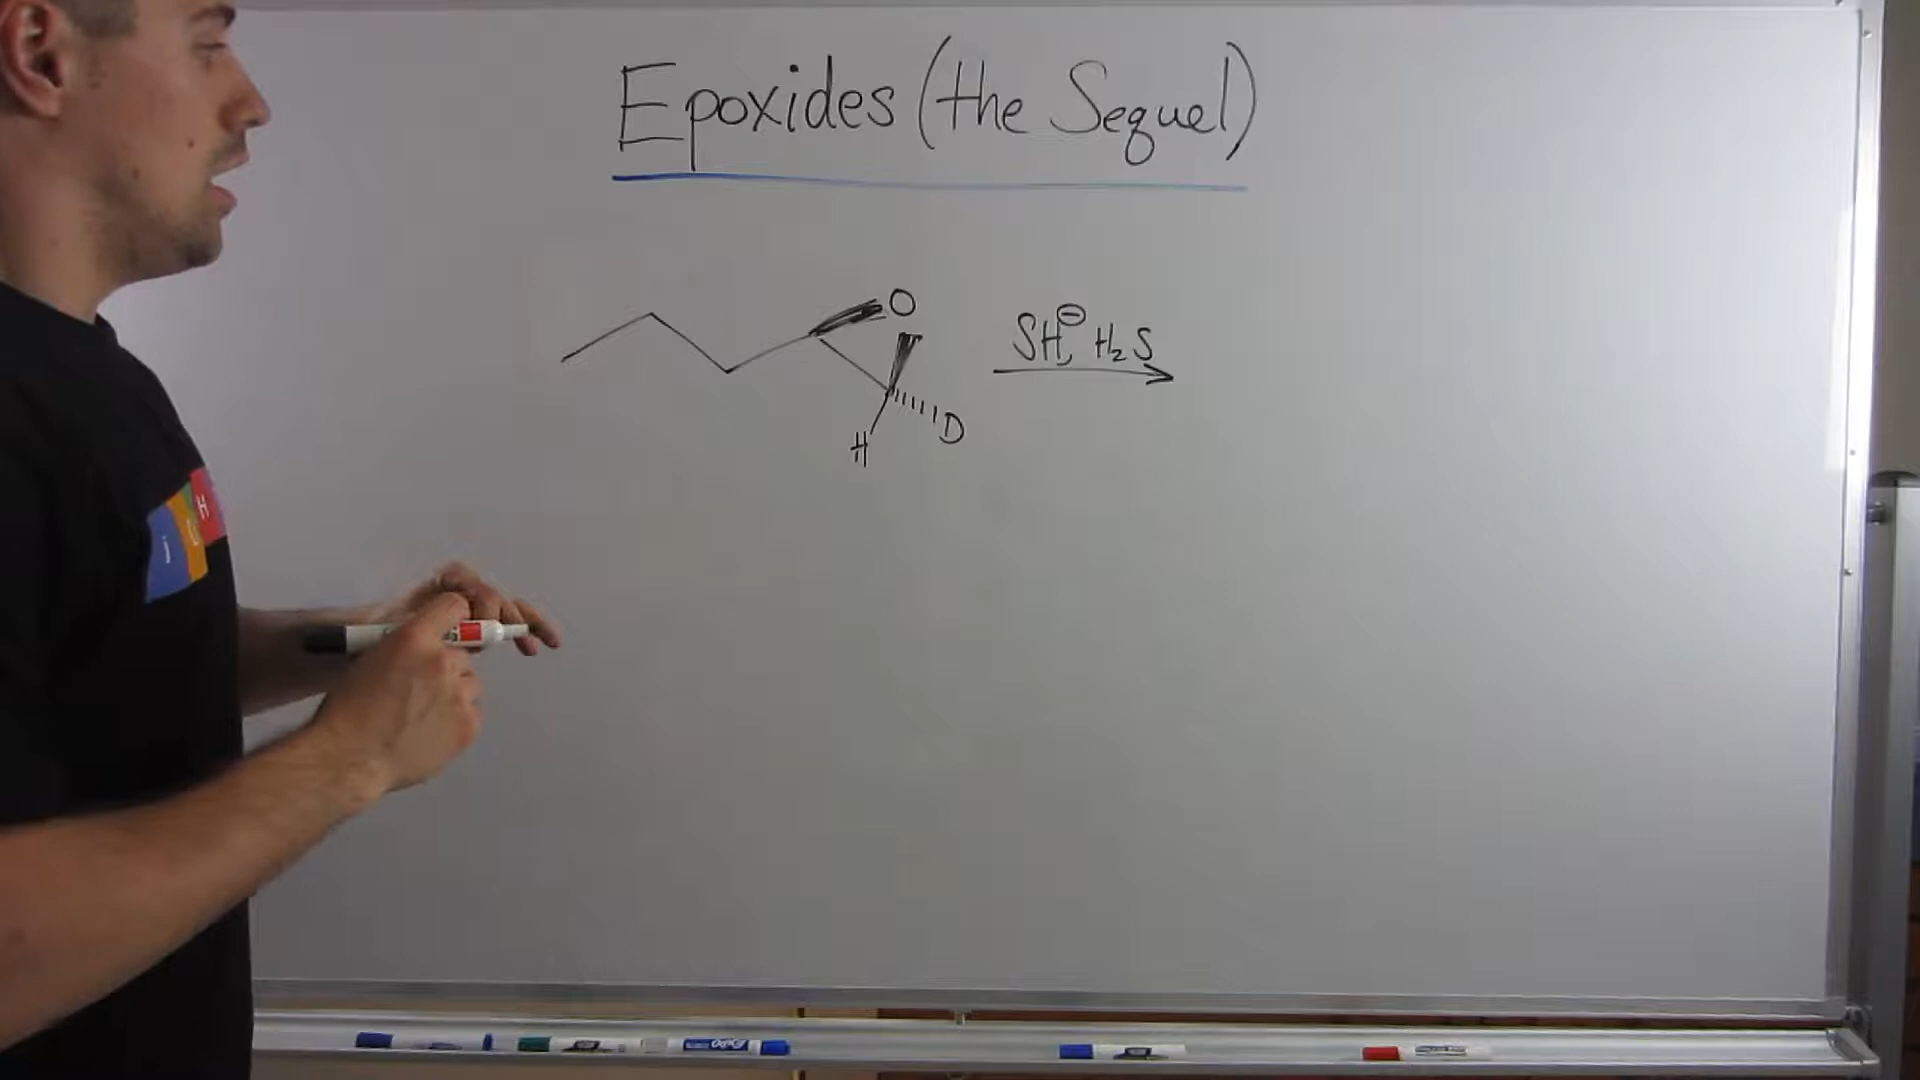 Epoxides (the Sequel)
O
SH⊖, H₂S
H
D